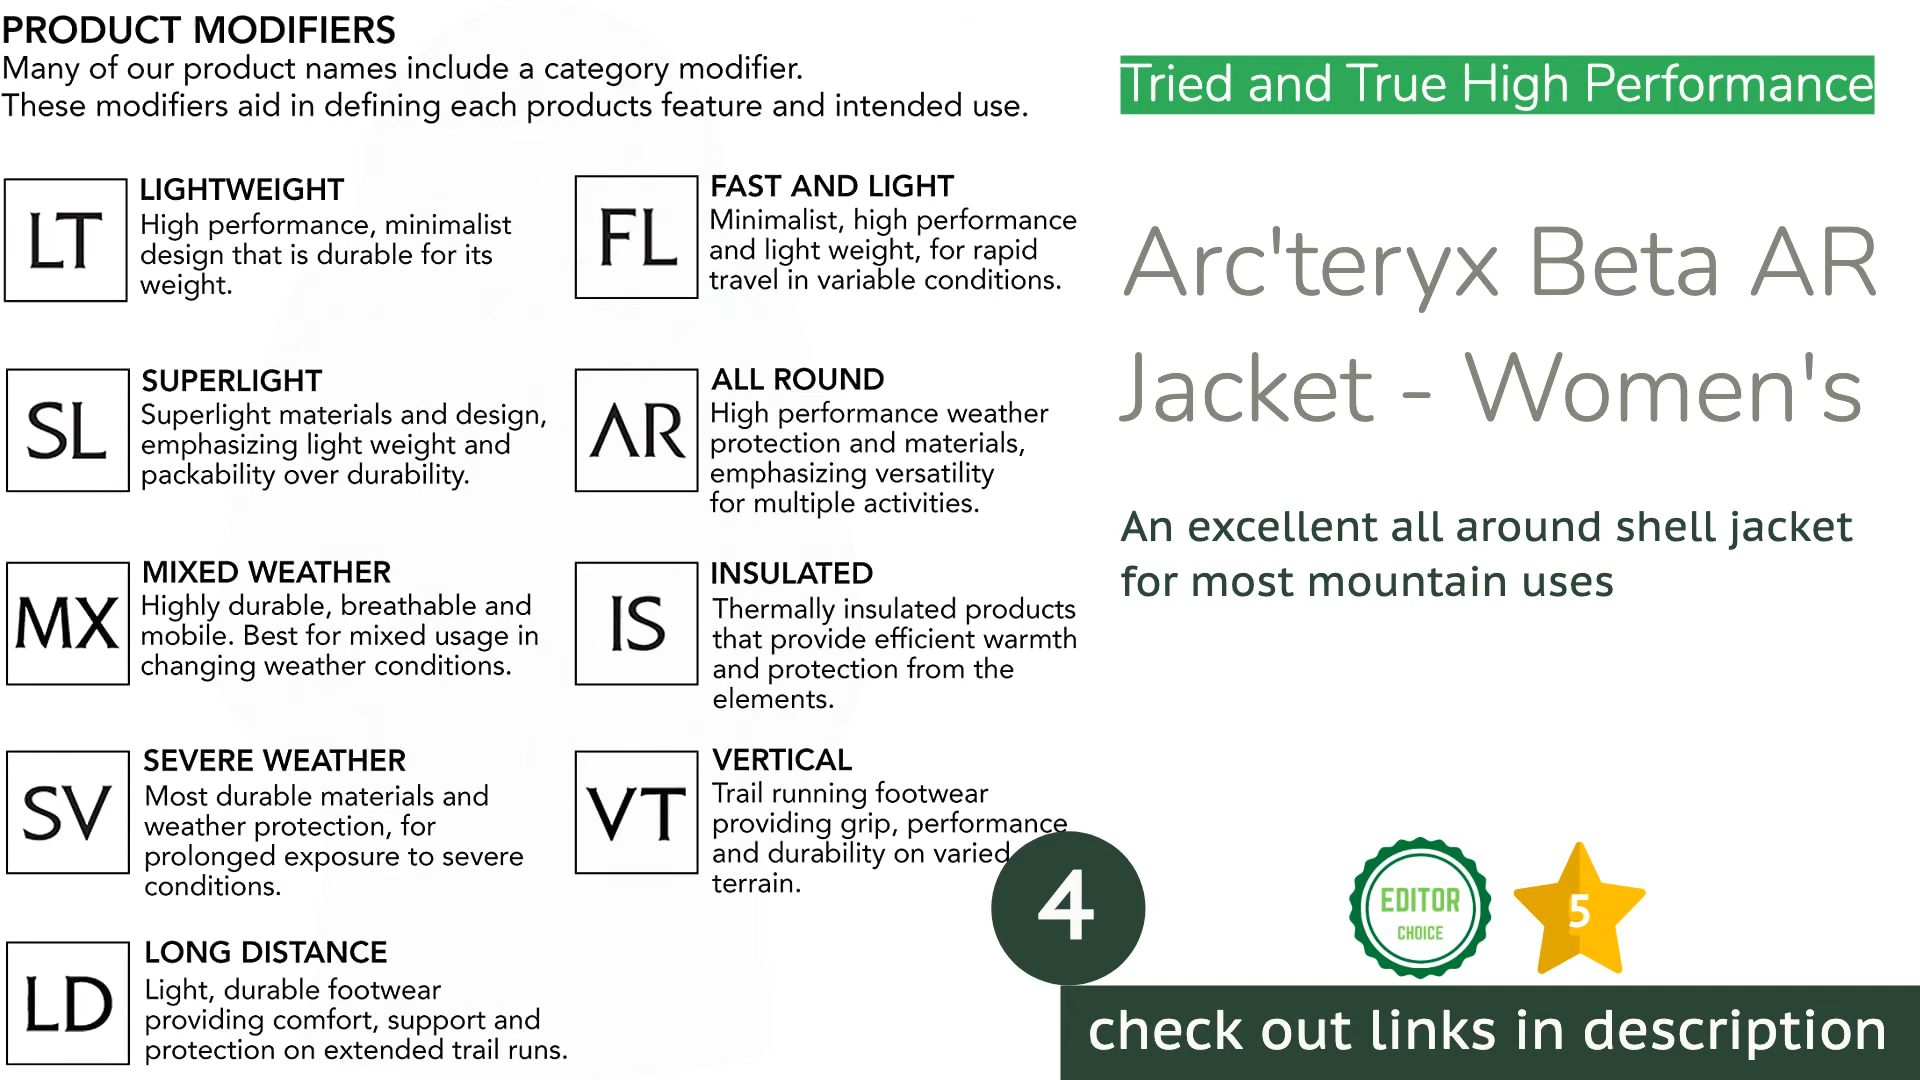 PRODUCT MODIFIERS
Many of our product names include a category modifier.
These modifiers aid in defining each products feature and intended use.
LT
LIGHTWEIGHT
High performance, minimalist
design that is durable for its
weight.
FL
FAST AND LIGHT
Minimalist, high performance
and light weight, for rapid
travel in variable conditions.
SL
SUPERLIGHT
Superlight materials and design,
emphasizing light weight and
packability over durability.
AR
ALL ROUND
High performance weather
protection and materials,
emphasizing versatility
for multiple activities.
MX
MIXED WEATHER
Highly durable, breathable and
mobile. Best for mixed usage in
changing weather conditions.
IS
INSULATED
Thermally insulated products
that provide efficient warmth
and protection from the
elements.
SV
SEVERE WEATHER
Most durable materials and
weather protection, for
prolonged exposure to severe
conditions.
VT
VERTICAL
Trail running footwear
providing grip, performance
and durability on varied
terrain.
LD
LONG DISTANCE
Light, durable footwear
providing comfort, support and
protection on extended trail runs.
Tried and True High Performance
Arc'teryx Beta AR
Jacket - Women's
An excellent all around shell jacket
for most mountain uses
4
EDITOR
CHOICE
5
check out links in description